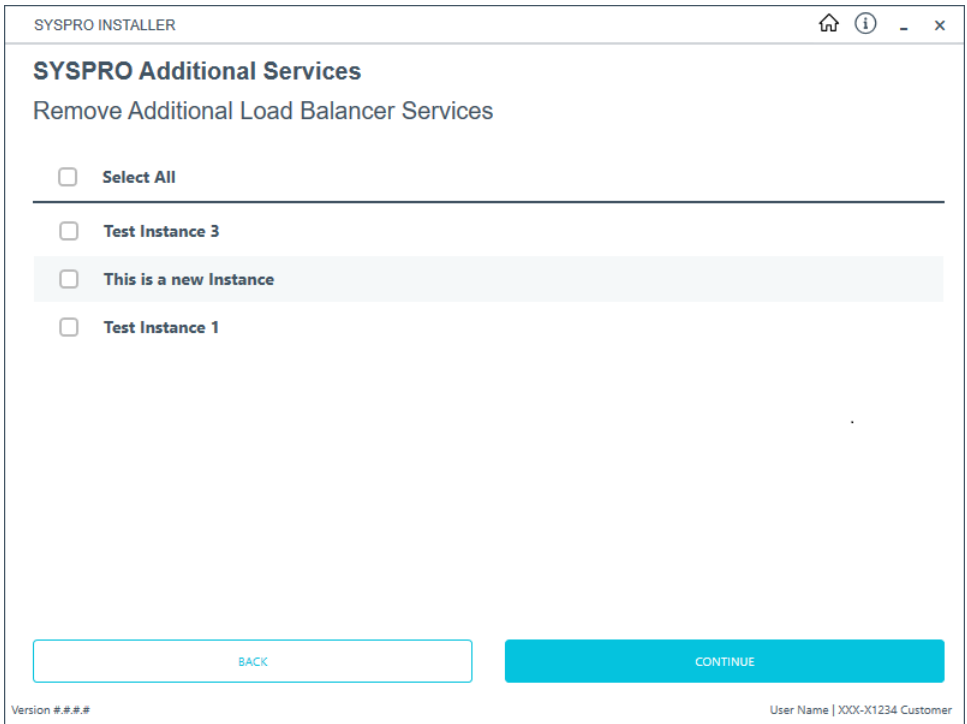 SYSPRO INSTALLER
SYSPRO Additional Services
Remove Additional Load Balancer Services
Select All
Test Instance 3
This is a new Instance
Test Instance 1
BACK CONTINUE
Version #.#.#.# User Name | XXX-X1234 Customer